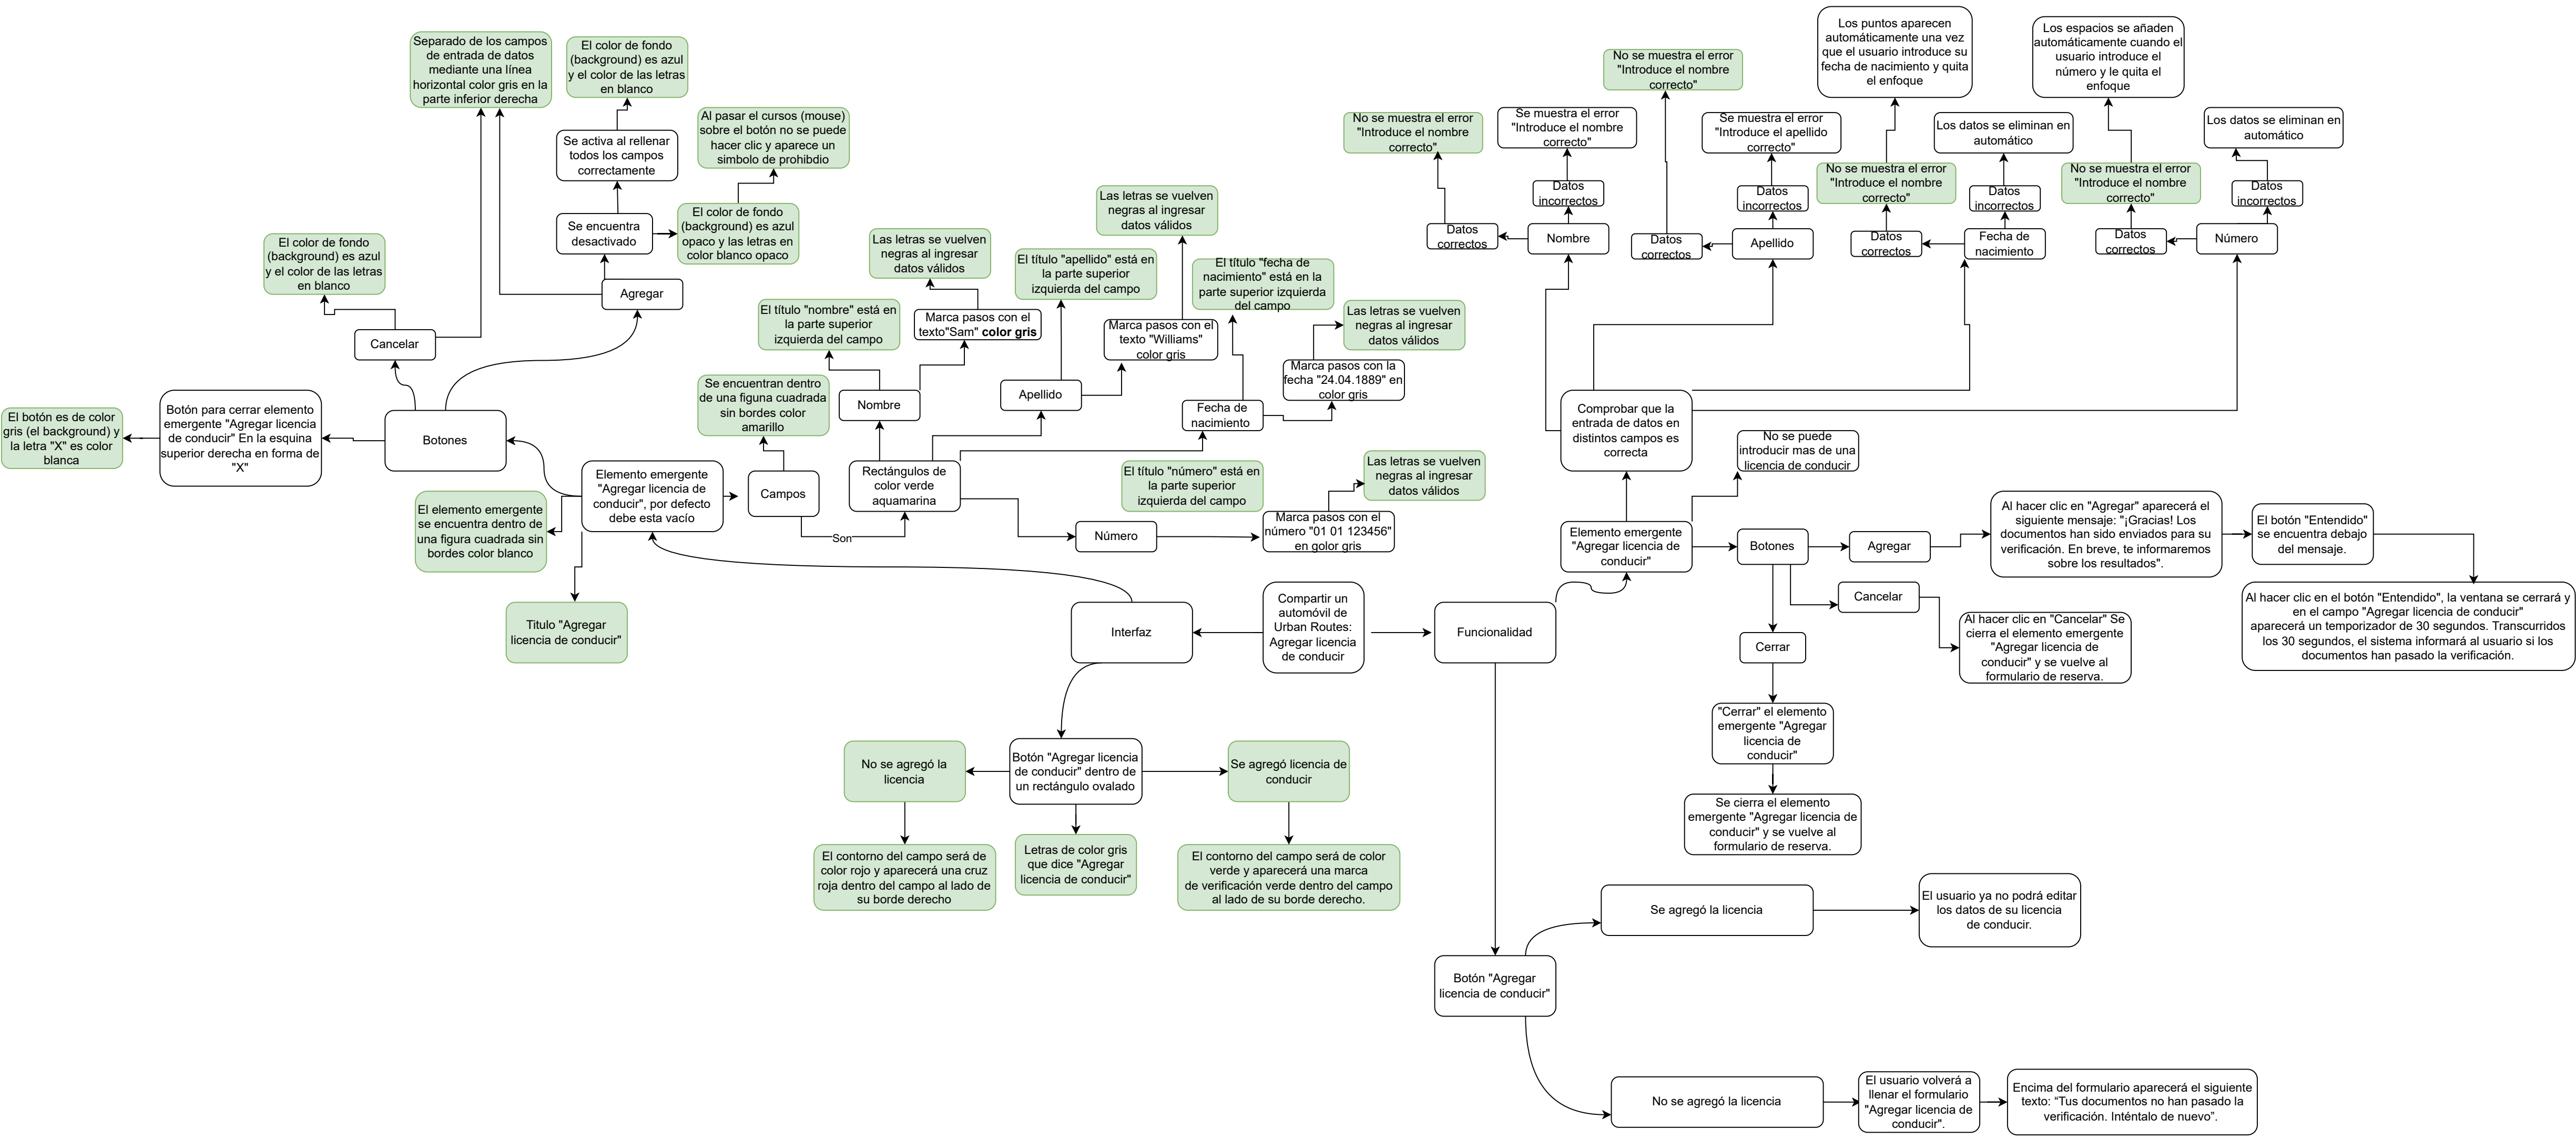 Separado de los campos
de entrada de datos
mediante una línea
horizontal color gris en la
parte inferior derecha
El color de fondo
(background) es azul
y el color de las letras
en blanco
Se activa al rellenar
todos los campos
correctamente
Al pasar el cursos (mouse)
sobre el botón no se puede
hacer clic y aparece un
simbolo de prohibdio
Se encuentra
desactivado
El color de fondo
(background) es azul
opaco y las letras en
color blanco opaco
El color de fondo
(background) es azul
y el color de las letras
en blanco
Agregar
Cancelar
El botón es de color
gris (el background) y
la letra "X" es color
blanca
Botón para cerrar elemento
emergente "Agregar licencia
de conducir" En la esquina
superior derecha en forma de
"X"
Botones
El elemento emergente
se encuentra dentro de
una figura cuadrada sin
bordes color blanco
Elemento emergente
"Agregar licencia de
conducir", por defecto
debe esta vacío
Titulo "Agregar
licencia de conducir"
Se encuentran dentro
de una figuna cuadrada
sin bordes color
amarillo
Campos
Son
Rectángulos de
color verde
aquamarina
El título "nombre" está en
la parte superior
izquierda del campo
Las letras se vuelven
negras al ingresar
datos válidos
Marca pasos con el
texto"Sam" color gris
Nombre
El título "apellido" está en
la parte superior
izquierda del campo
Las letras se vuelven
negras al ingresar
datos válidos
Marca pasos con el
texto "Williams"
color gris
Apellido
El título "fecha de
nacimiento" está en la
parte superior izquierda
del campo
Las letras se vuelven
negras al ingresar
datos válidos
Marca pasos con la
fecha "24.04.1889" en
color gris
Fecha de
nacimiento
El título "número" está en
la parte superior
izquierda del campo
Las letras se vuelven
negras al ingresar
datos válidos
Marca pasos con el
número "01 01 123456"
en golor gris
Número
Interfaz
Compartir un
automóvil de
Urban Routes:
Agregar licencia
de conducir
Funcionalidad
No se agregó la
licencia
Botón "Agregar licencia
de conducir" dentro de
un rectángulo ovalado
Se agregó licencia de
conducir
El contorno del campo será de
color rojo y aparecerá una cruz
roja dentro del campo al lado de
su borde derecho
Letras de color gris
que dice "Agregar
licencia de conducir"
El contorno del campo será de color
verde y aparecerá una marca
de verificación verde dentro del campo
al lado de su borde derecho.
No se muestra el error
"Introduce el nombre
correcto"
Se muestra el error
"Introduce el nombre
correcto"
Datos
incorrectos
Datos
correctos
Nombre
No se muestra el error
"Introduce el nombre
correcto"
Se muestra el error
"Introduce el apellido
correcto"
Datos
incorrectos
Datos
correctos
Apellido
Los puntos aparecen
automáticamente una vez
que el usuario introduce su
fecha de nacimiento y quita
el enfoque
Los datos se eliminan en
automático
No se muestra el error
"Introduce el nombre
correcto"
Datos
incorrectos
Datos
correctos
Fecha de
nacimiento
Los espacios se añaden
automáticamente cuando el
usuario introduce el
número y le quita el
enfoque
Los datos se eliminan en
automático
No se muestra el error
"Introduce el nombre
correcto"
Datos
incorrectos
Datos
correctos
Número
Comprobar que la
entrada de datos en
distintos campos es
correcta
No se puede
introducir mas de una
licencia de conducir
Elemento emergente
"Agregar licencia de
conducir"
Botones
Agregar
Al hacer clic en "Agregar" aparecerá el
siguiente mensaje: "¡Gracias! Los
documentos han sido enviados para su
verificación. En breve, te informaremos
sobre los resultados".
El botón "Entendido"
se encuentra debajo
del mensaje.
Al hacer clic en el botón "Entendido", la ventana se cerrará y
en el campo "Agregar licencia de conducir"
aparecerá un temporizador de 30 segundos. Transcurridos
los 30 segundos, el sistema informará al usuario si los
documentos han pasado la verificación.
Cancelar
Al hacer clic en "Cancelar" Se
cierra el elemento emergente
"Agregar licencia de
conducir" y se vuelve al
formulario de reserva.
Cerrar
"Cerrar" el elemento
emergente "Agregar
licencia de
conducir"
Se cierra el elemento
emergente "Agregar licencia de
conducir" y se vuelve al
formulario de reserva.
Se agregó la licencia
El usuario ya no podrá editar
los datos de su licencia
de conducir.
Botón "Agregar
licencia de conducir"
No se agregó la licencia
El usuario volverá a
llenar el formulario
"Agregar licencia de
conducir".
Encima del formulario aparecerá el siguiente
texto: “Tus documentos no han pasado la
verificación. Inténtalo de nuevo”.